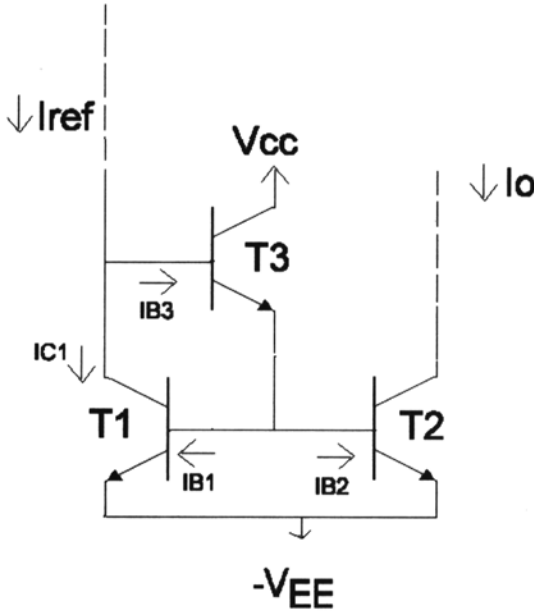 Iref
Vcc
Io
T3
IB3
IC1
T1
T2
IB1
IB2
-VEE